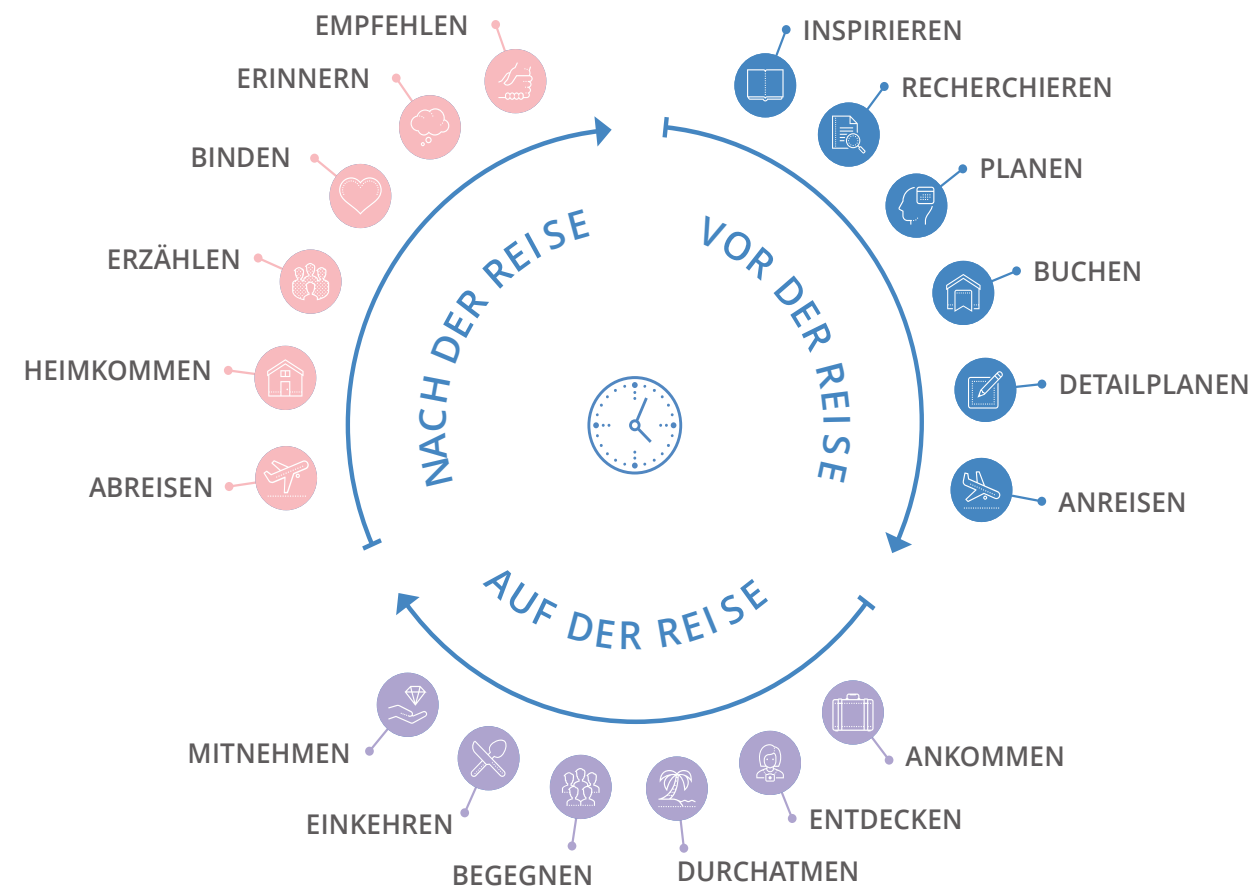 VOR DER REISE
INSPIRIEREN
RECHERCHIEREN
PLANEN
BUCHEN
DETAILPLANEN
ANREISEN
AUF DER REISE
ANKOMMEN
ENTDECKEN
DURCHATMEN
BEGEGNEN
EINKEHREN
MITNEHMEN
NACH DER REISE
ABREISEN
HEIMKOMMEN
ERZÄHLEN
BINDEN
ERINNERN
EMPFEHLEN